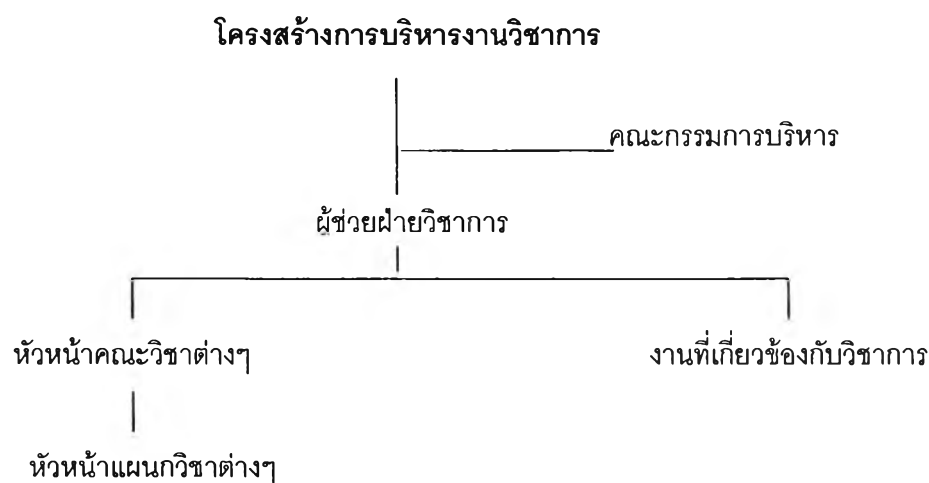 โครงสร้างการบริหารงานวิชาการ
คณะกรรมการบริหาร
ผู้ช่วยฝ่ายวิชาการ
หัวหน้าคณะวิชาต่างๆ
งานที่เกี่ยวข้องกับวิชาการ
หัวหน้าแผนกวิชาต่างๆ